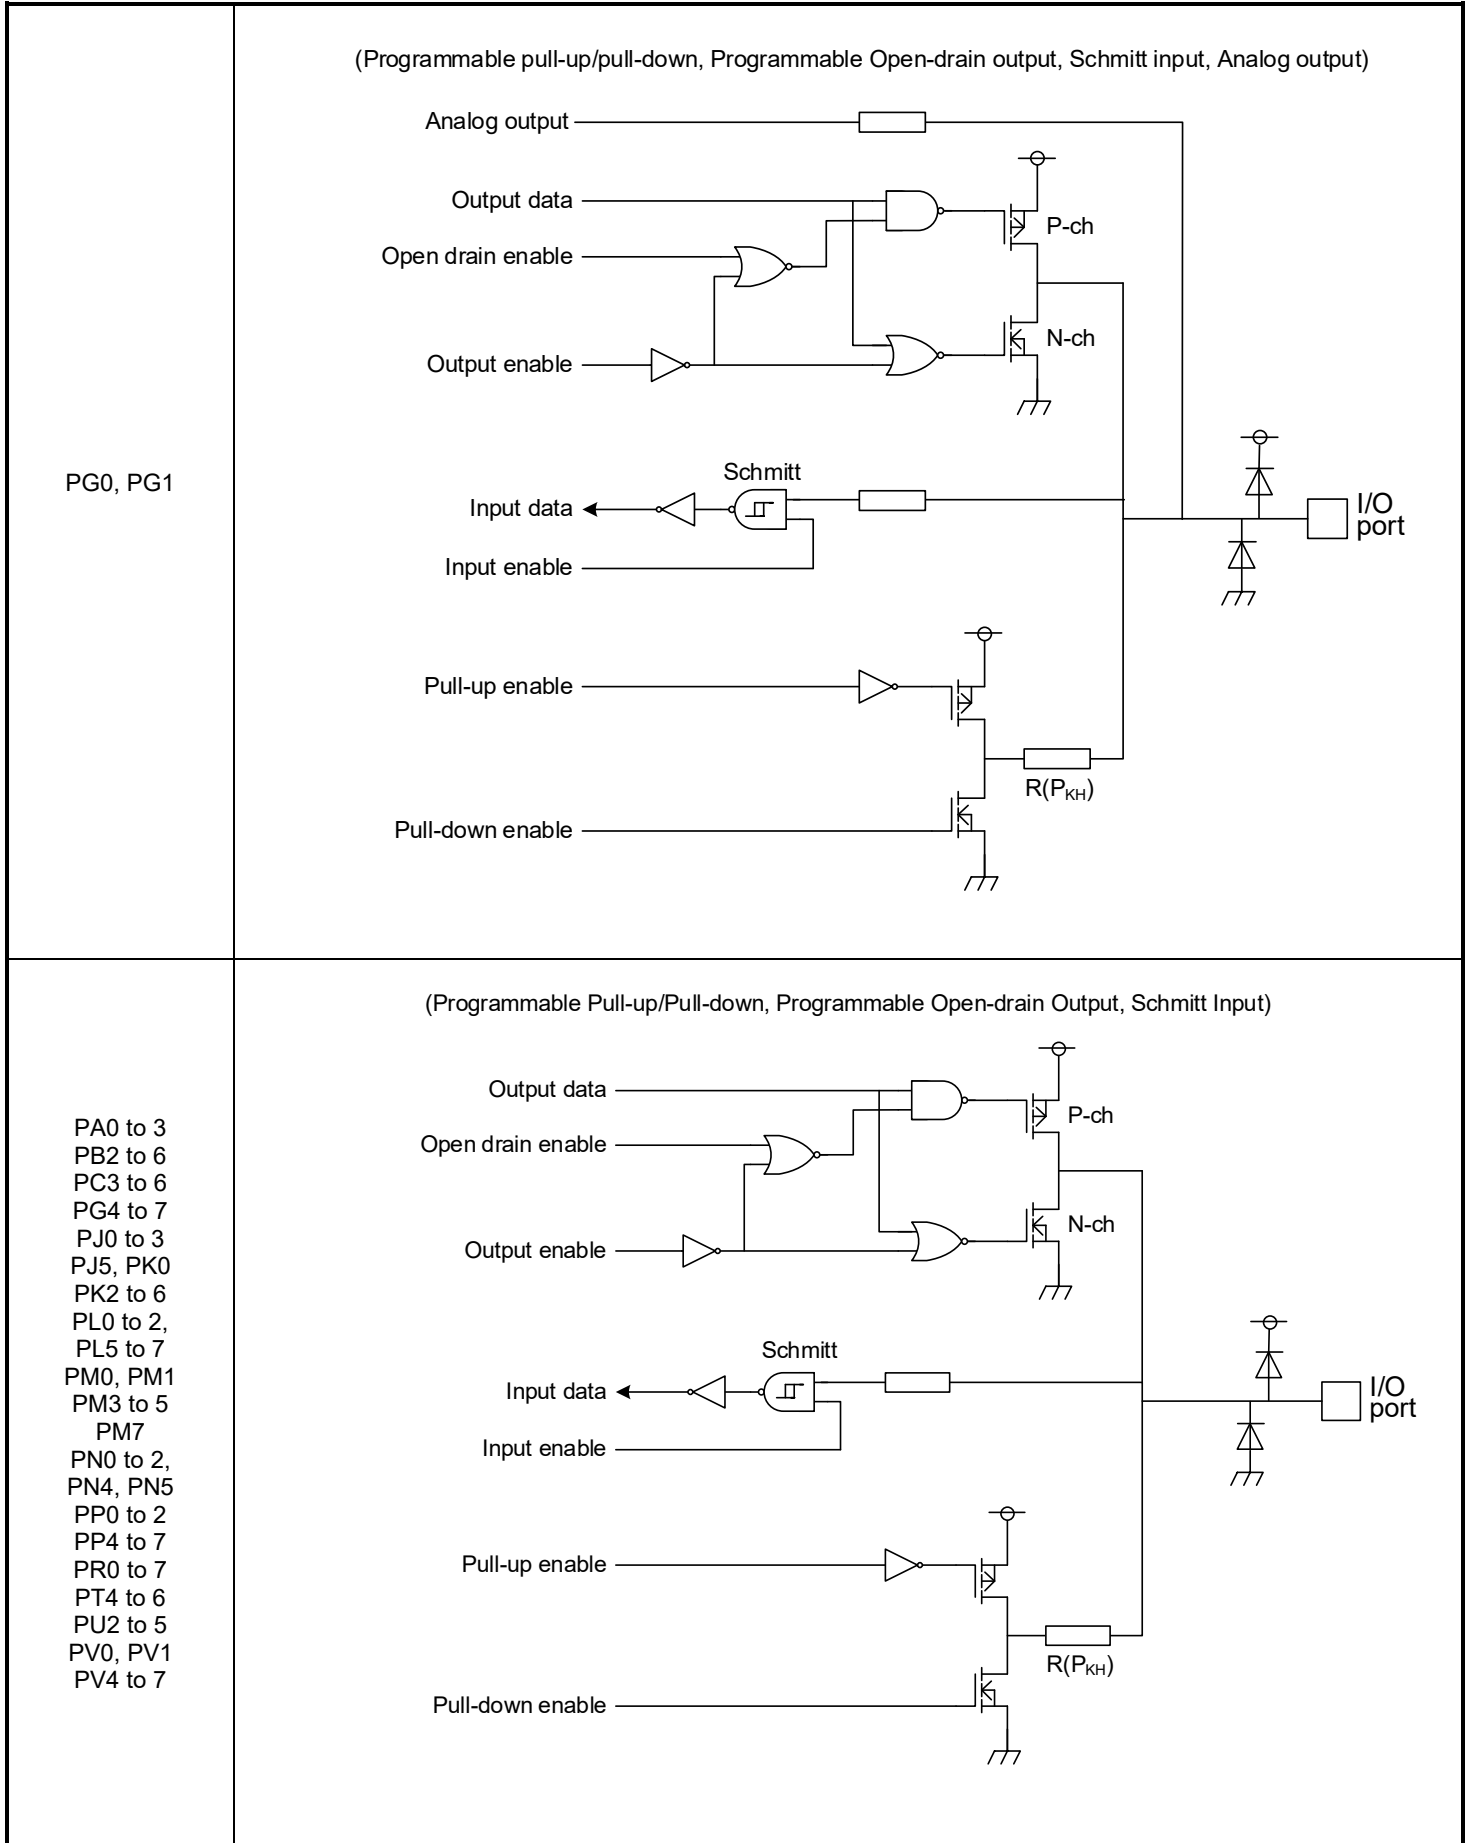 (Programmable pull-up/pull-down, Programmable Open-drain output, Schmitt input, Analog output)
Analog output
Output data
P-ch
Open drain enable
N-ch
Output enable
PG0, PG1
Schmitt
Input data
I/O
port
Input enable
Pull-up enable
R(PKH)
Pull-down enable
(Programmable Pull-up/Pull-down, Programmable Open-drain Output, Schmitt Input)
PA0 to 3
PB2 to 6
PC3 to 6
PG4 to 7
PJ0 to 3
PJ5, PK0
PK2 to 6
PL0 to 2,
PL5 to 7
PM0, PM1
PM3 to 5
PM7
PN0 to 2,
PN4, PN5
PP0 to 2
PP4 to 7
PR0 to 7
PT4 to 6
PU2 to 5
PV0, PV1
PV4 to 7
Output data
P-ch
Open drain enable
N-ch
Output enable
Schmitt
Input data
I/O
port
Input enable
Pull-up enable
R(PKH)
Pull-down enable